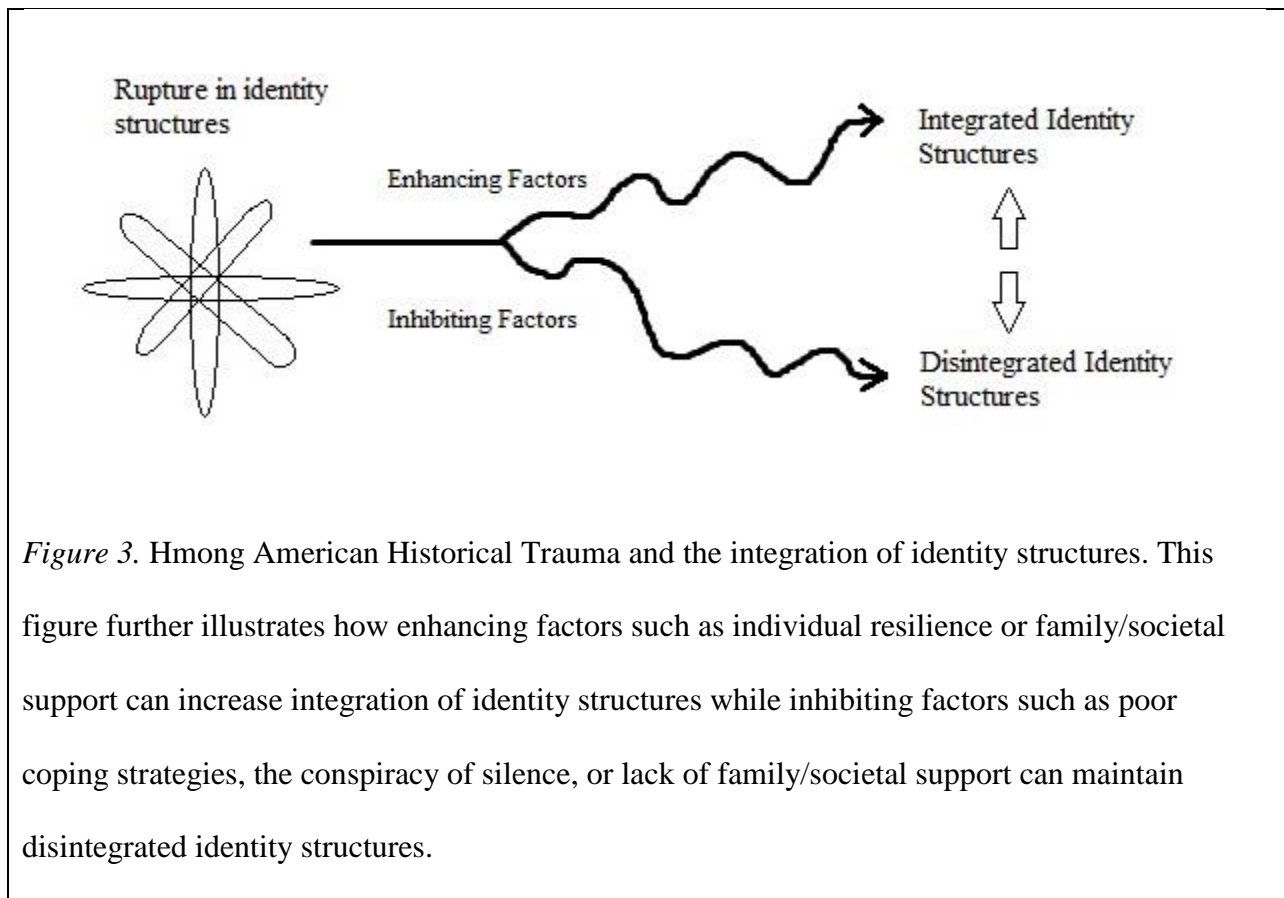 Rupture in identity
structures
Enhancing Factors
Inhibiting Factors
Integrated Identity
Structures
Disintegrated Identity
Structures
Figure 3. Hmong American Historical Trauma and the integration of identity structures. This
figure further illustrates how enhancing factors such as individual resilience or family/societal
support can increase integration of identity structures while inhibiting factors such as poor
coping strategies, the conspiracy of silence, or lack of family/societal support can maintain
disintegrated identity structures.